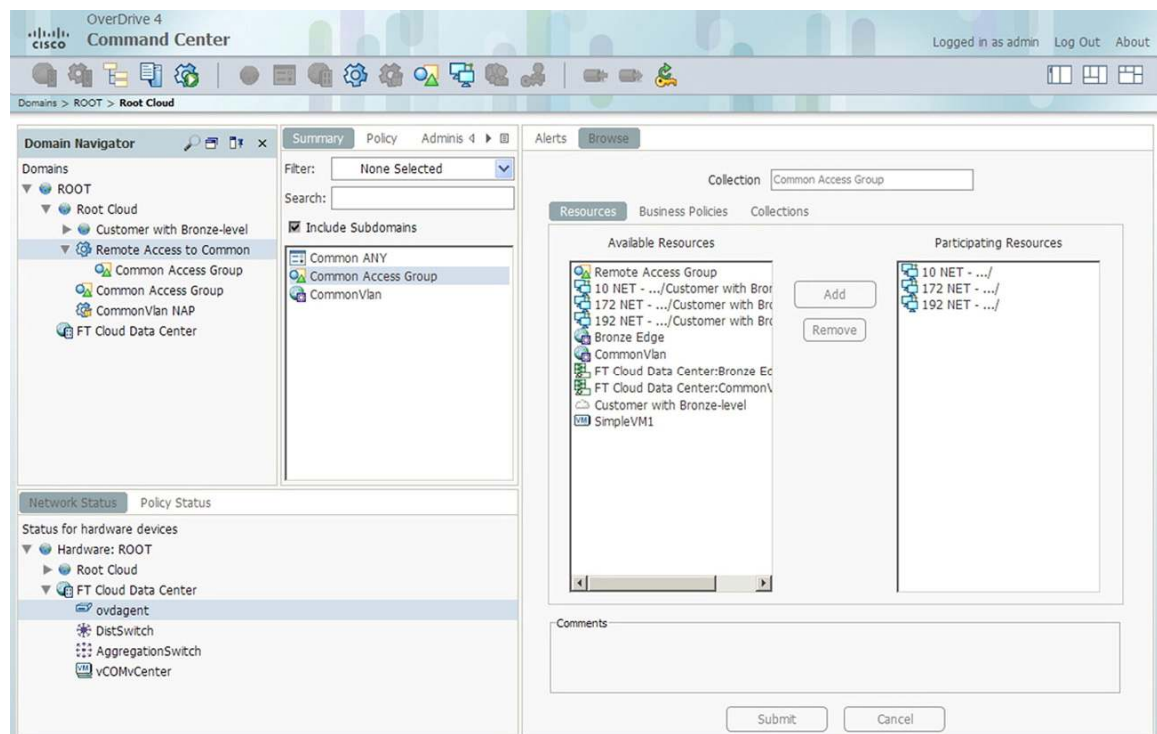 OverDrive 4
CISCO Command Center
Logged in as admin Log Out About
Domains > ROOT > Root Cloud
Domain Navigator
Domains
ROOT
Root Cloud
Customer with Bronze-level
Remote Access to Common
Common Access Group
Common Access Group
CommonVlan NAP
FT Cloud Data Center
Summary Policy Adminis
Filter: None Selected
Search:
Include Subdomains
Common ANY
Common Access Group
CommonVlan
Alerts Browse
Collection Common Access Group
Resources Business Policies Collections
Available Resources
Remote Access Group
10 NET - .../Customer with Bror
172 NET - .../Customer with Bro
192 NET - .../Customer with Bro
Bronze Edge
CommonVlan
FT Cloud Data Center:Bronze Ed
FT Cloud Data Center:CommonV
Customer with Bronze-level
VM SimpleVM1
Add
Remove
Participating Resources
10 NET - .../
172 NET - .../
192 NET - .../
Comments
Submit Cancel
Network Status Policy Status
Status for hardware devices
Hardware: ROOT
Root Cloud
FT Cloud Data Center
ovdagent
DistSwitch
AggregationSwitch
VM vCOMvCenter